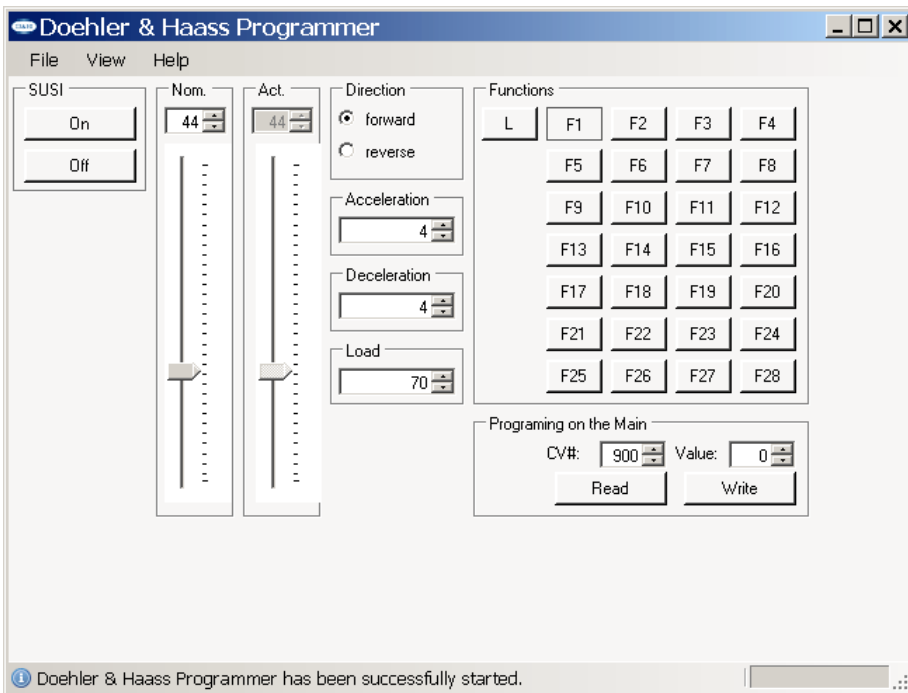 Doehler & Haass Programmer
File View Help
SUSI
On
Off
Nom.
44
Act.
44
Direction
forward
reverse
Acceleration
4
Deceleration
4
Load
70
Functions
L F1 F2 F3 F4
F5 F6 F7 F8
F9 F10 F11 F12
F13 F14 F15 F16
F17 F18 F19 F20
F21 F22 F23 F24
F25 F26 F27 F28
Programing on the Main
CV#: 900 Value: 0
Read Write
Doehler & Haass Programmer has been successfully started.